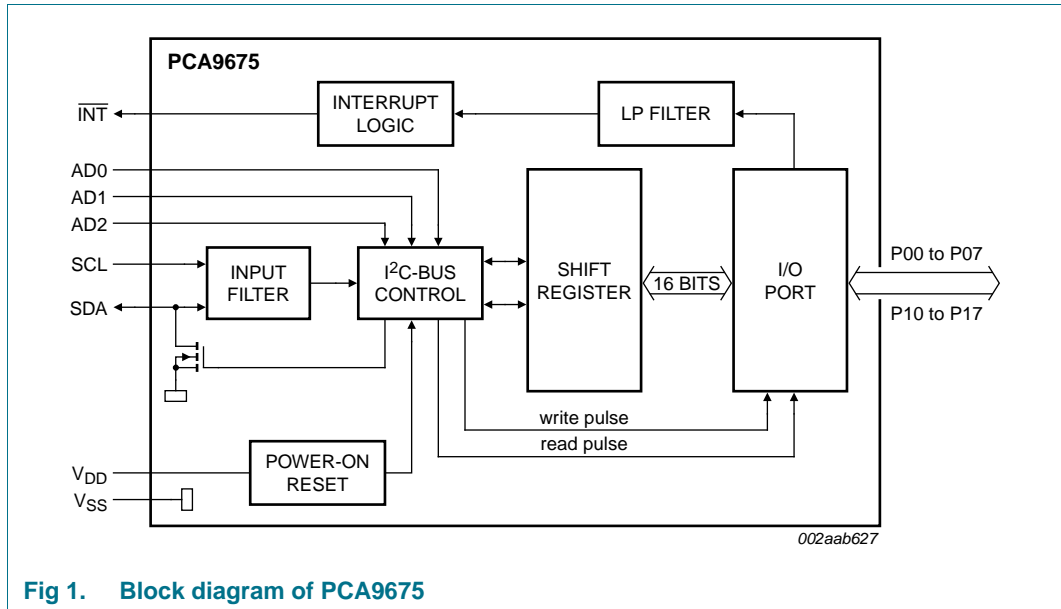 PCA9675
INT
INTERRUPT
LOGIC
LP FILTER
AD0
AD1
AD2
SCL
SDA
INPUT
FILTER
I²C-BUS
CONTROL
SHIFT
REGISTER
16 BITS
I/O
PORT
P00 to P07
P10 to P17
write pulse
read pulse
VDD
VSS
POWER-ON
RESET
002aab627
Fig 1. Block diagram of PCA9675